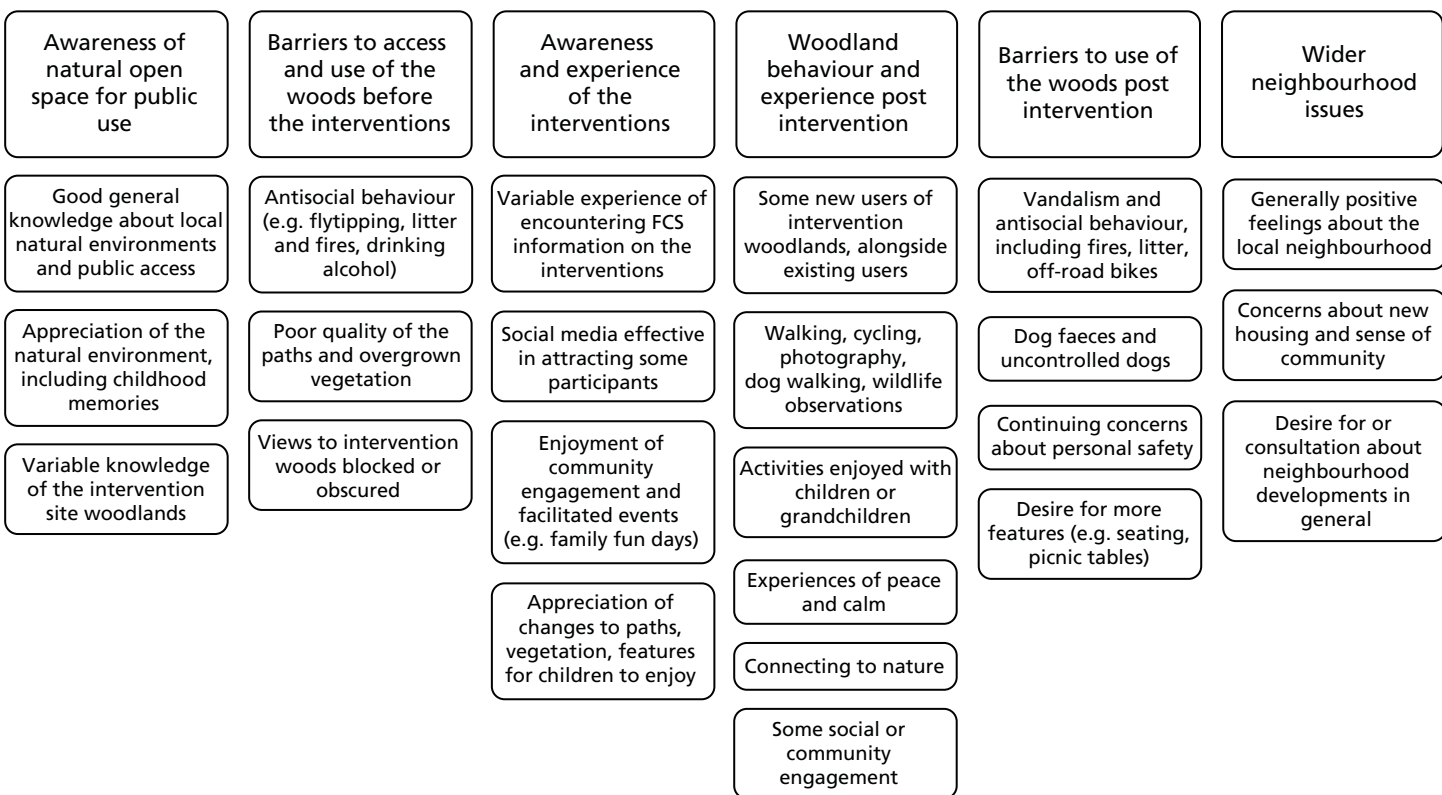 Awareness of
natural open
space for public
use
Good general
knowledge about local
natural environments
and public access
Appreciation of the
natural environment,
including childhood
memories
Variable knowledge
of the intervention
site woodlands
Barriers to access
and use of the
woods before
the interventions
Antisocial behaviour
(e.g. flytipping, litter
and fires, drinking
alcohol)
Poor quality of the
paths and overgrown
vegetation
Views to intervention
woods blocked or
obscured
Awareness
and experience
of the
interventions
Variable experience of
encountering FCS
information on the
interventions
Social media effective
in attracting some
participants
Enjoyment of
community
engagement and
facilitated events
(e.g. family fun days)
Appreciation of
changes to paths,
vegetation, features
for children to enjoy
Woodland
behaviour and
experience post
intervention
Some new users of
intervention
woodlands, alongside
existing users
Walking, cycling,
photography,
dog walking, wildlife
observations
Activities enjoyed with
children or
grandchildren
Experiences of peace
and calm
Connecting to nature
Some social or
community
engagement
Barriers to use of
the woods post
intervention
Vandalism and
antisocial behaviour,
including fires, litter,
off-road bikes
Dog faeces and
uncontrolled dogs
Continuing concerns
about personal safety
Desire for more
features (e.g. seating,
picnic tables)
Wider
neighbourhood
issues
Generally positive
feelings about the
local neighbourhood
Concerns about new
housing and sense of
community
Desire for or
consultation about
neighbourhood
developments in
general